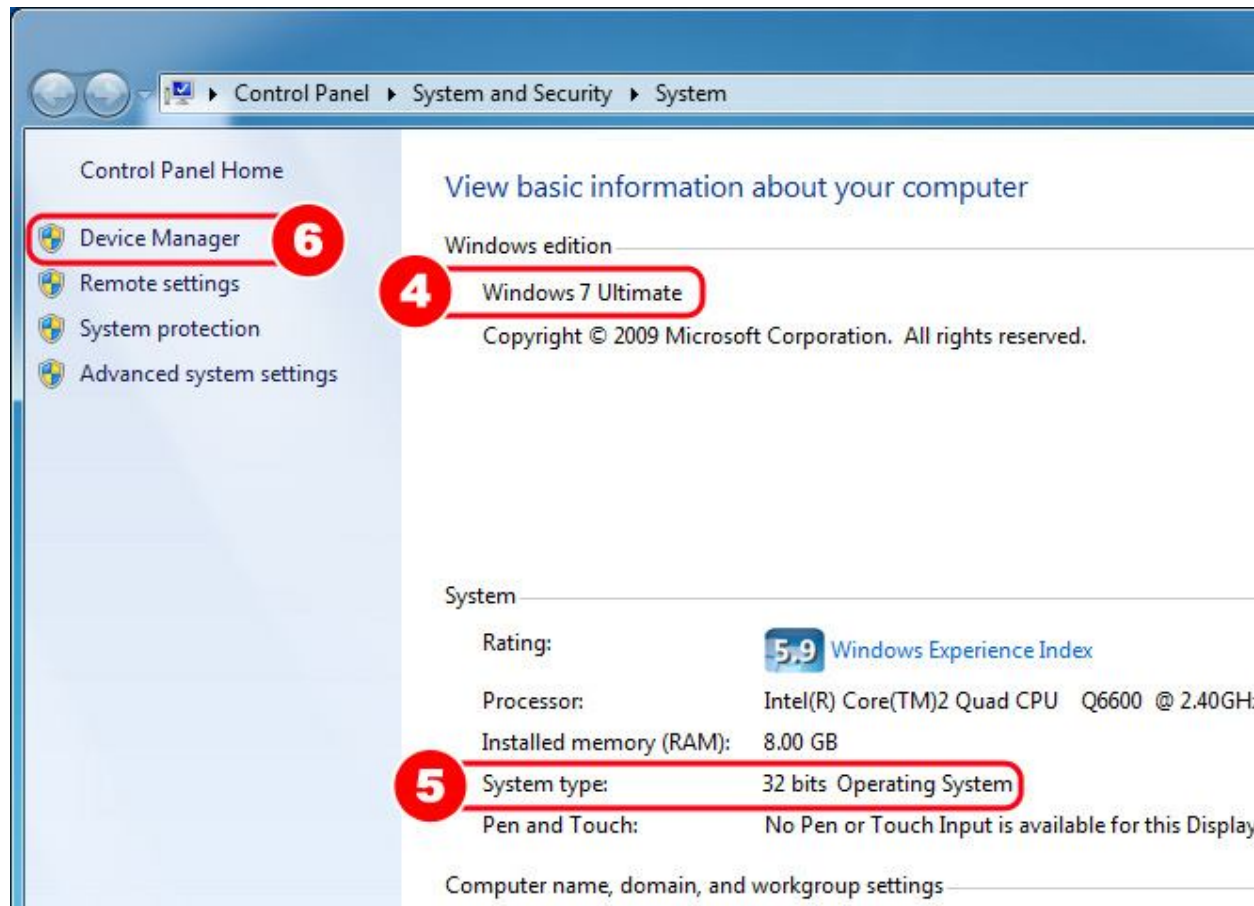 Control Panel ▸ System and Security ▸ System
Control Panel Home
Device Manager 6
Remote settings
System protection
Advanced system settings
View basic information about your computer
Windows edition
4 Windows 7 Ultimate
Copyright © 2009 Microsoft Corporation. All rights reserved.
System
Rating: 5,9 Windows Experience Index
Processor: Intel(R) Core(TM)2 Quad CPU Q6600 @ 2.40GHz
Installed memory (RAM): 8.00 GB
5 System type: 32 bits Operating System
Pen and Touch: No Pen or Touch Input is available for this Display
Computer name, domain, and workgroup settings